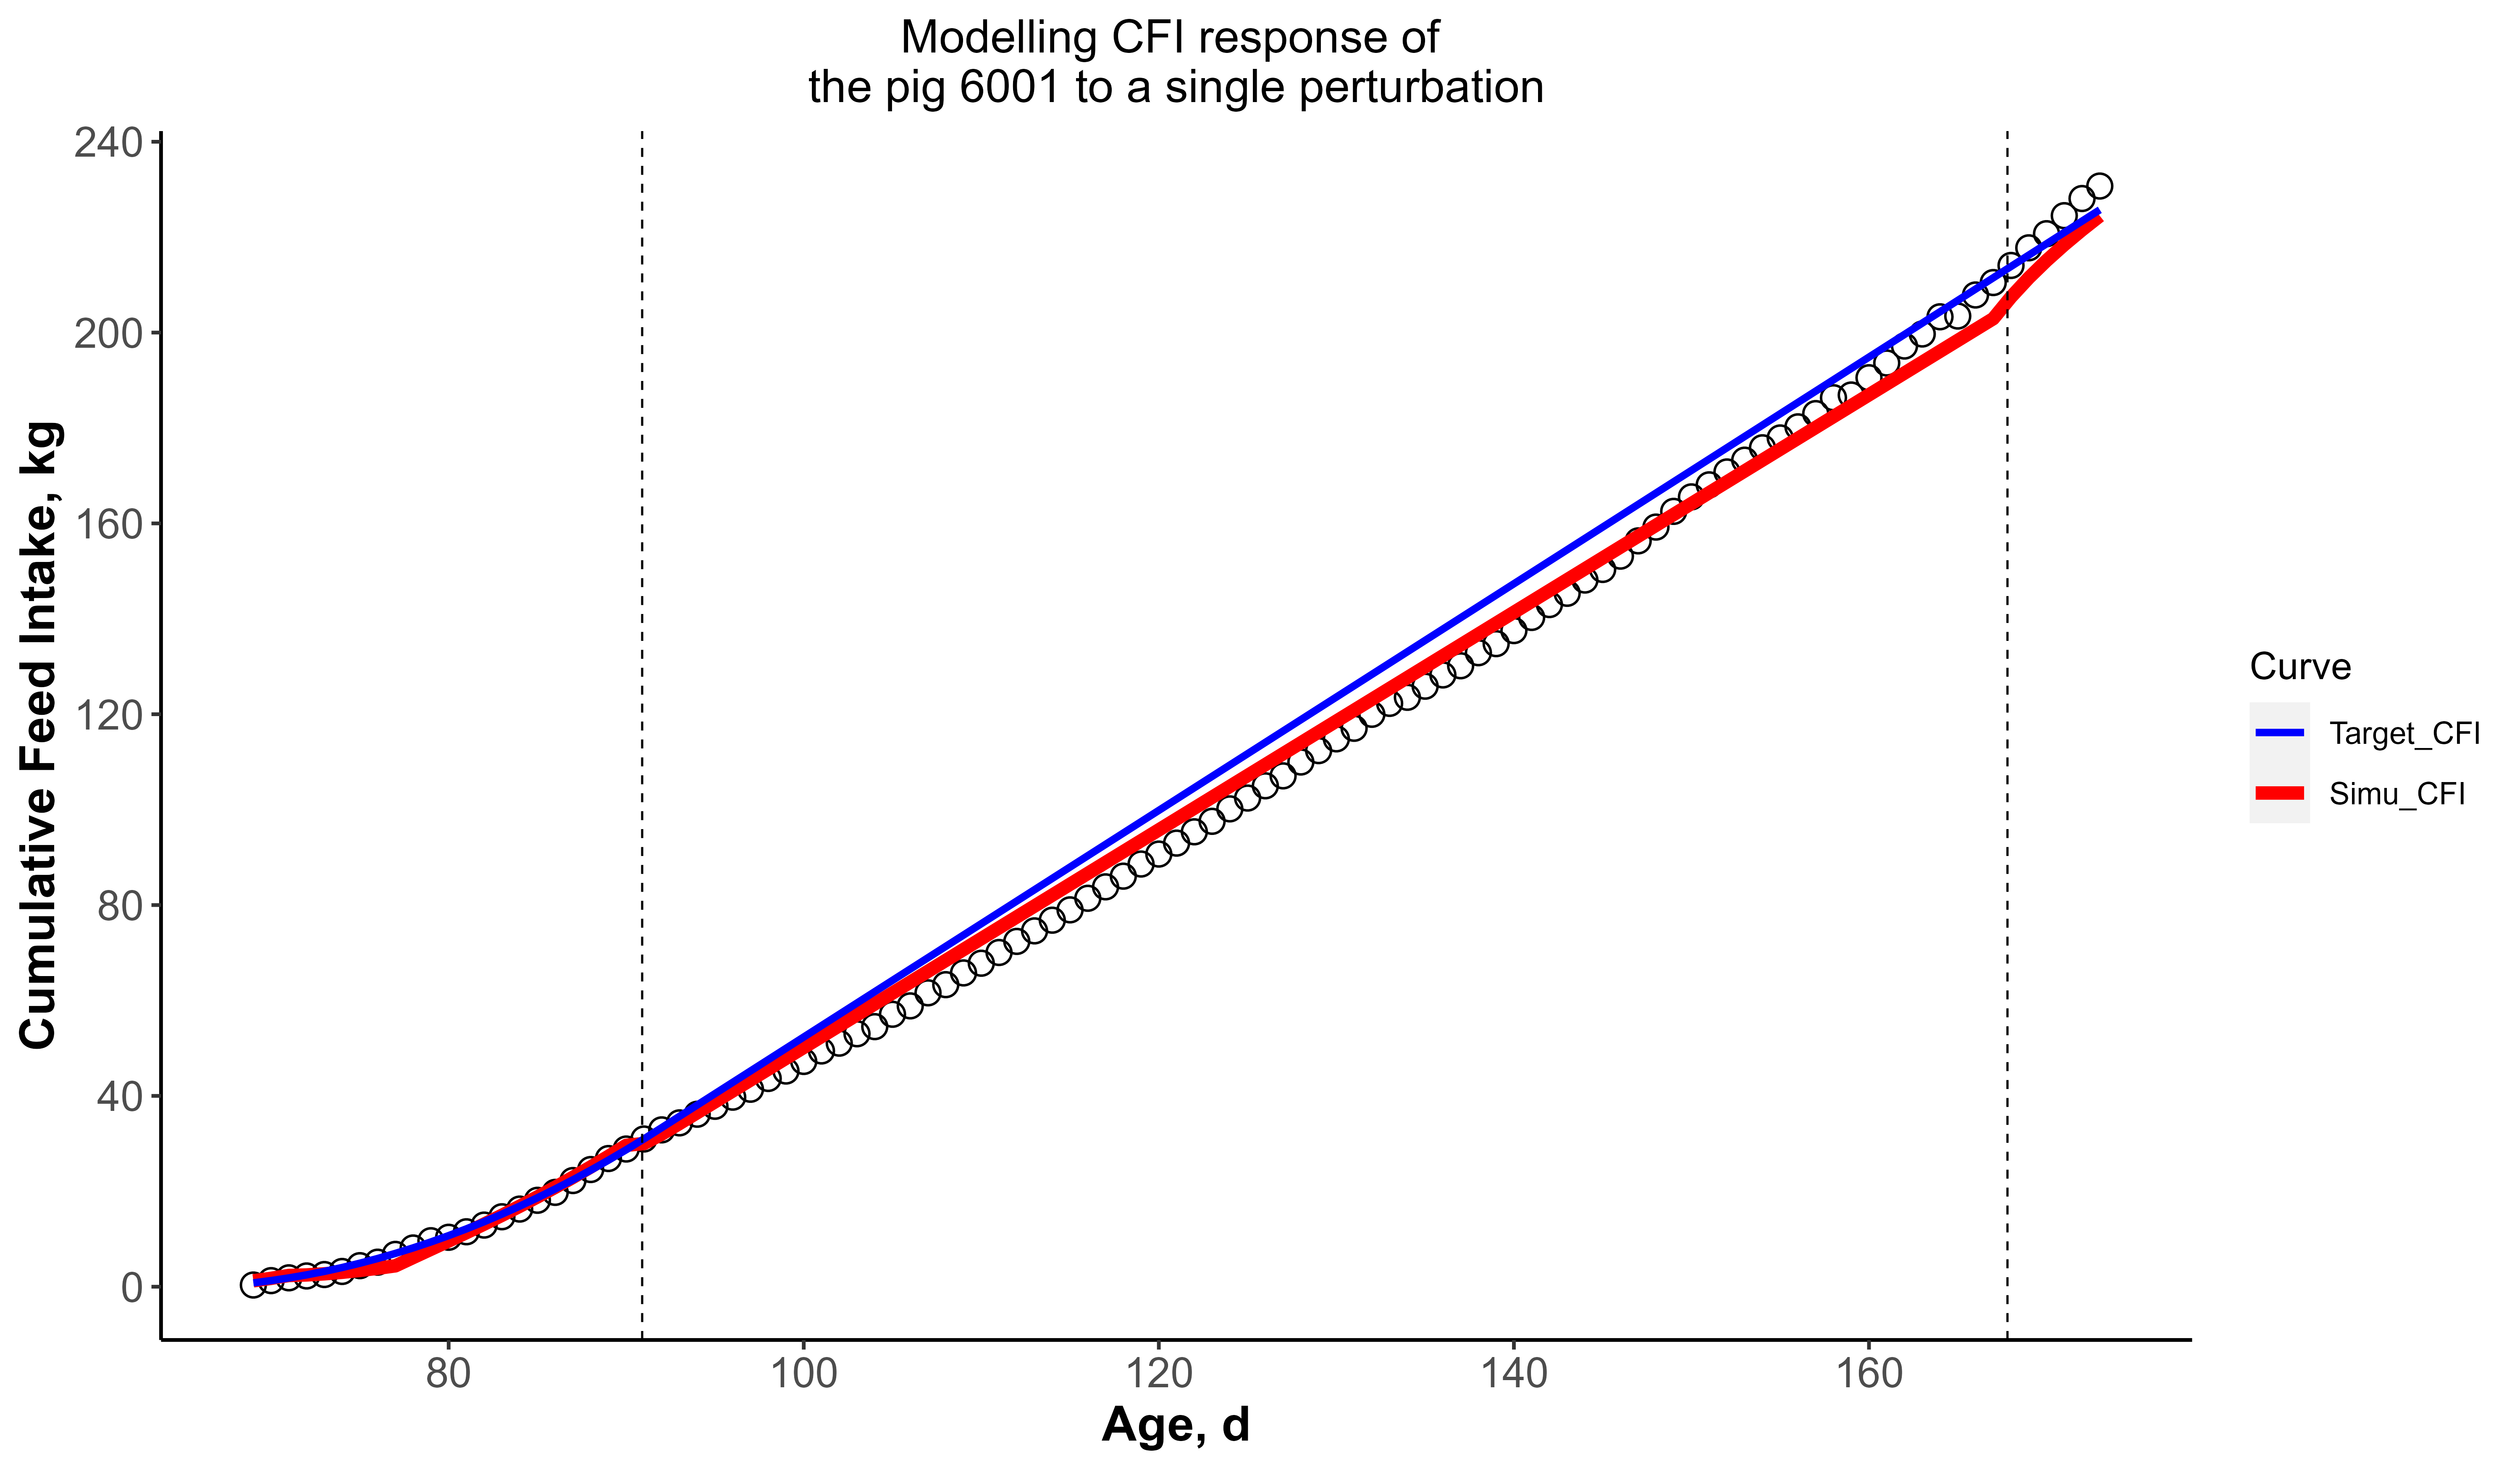 Modelling CFI response of
the pig 6001 to a single perturbation
240
200
160
120
80
40
0
Cumulative Feed Intake, kg
80
100
120
140
160
Age, d
Curve
Target_CFI
Simu_CFI